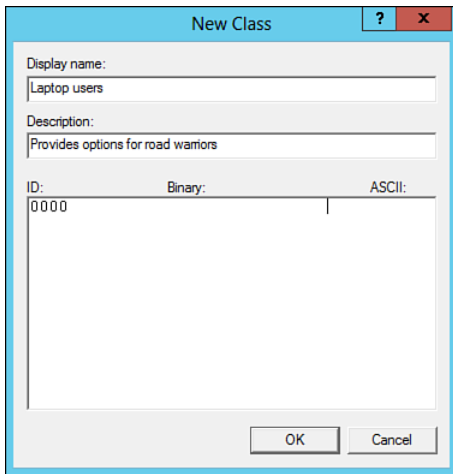 New Class
?
x
Display name:
Laptop users
Description:
Provides options for road warriors
ID: Binary: ASCII:
0000
OK Cancel